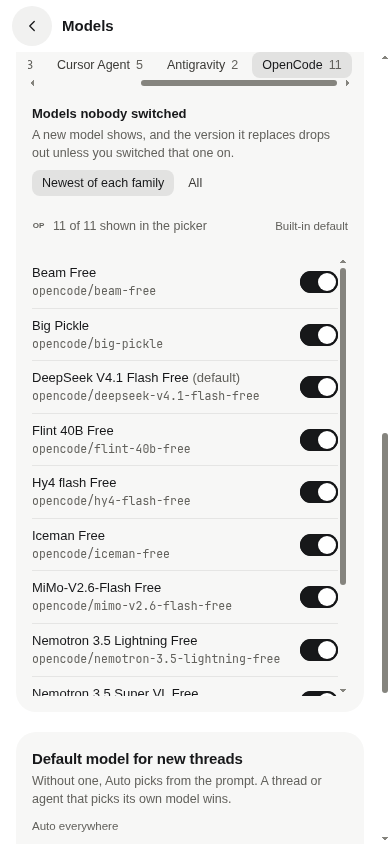 Models
3 Cursor Agent 5 Antigravity 2 OpenCode 11
Models nobody switched
A new model shows, and the version it replaces drops
out unless you switched that one on.
Newest of each family All
OP 11 of 11 shown in the picker Built-in default
Beam Free
opencode/beam-free
Big Pickle
opencode/big-pickle
DeepSeek V4.1 Flash Free (default)
opencode/deepseek-v4.1-flash-free
Flint 40B Free
opencode/flint-40b-free
Hy4 flash Free
opencode/hy4-flash-free
Iceman Free
opencode/iceman-free
MiMo-V2.6-Flash Free
opencode/mimo-v2.6-flash-free
Nemotron 3.5 Lightning Free
opencode/nemotron-3.5-lightning-free
Nemotron 3.5 Super VL Free
Default model for new threads
Without one, Auto picks from the prompt. A thread or
agent that picks its own model wins.
Auto everywhere